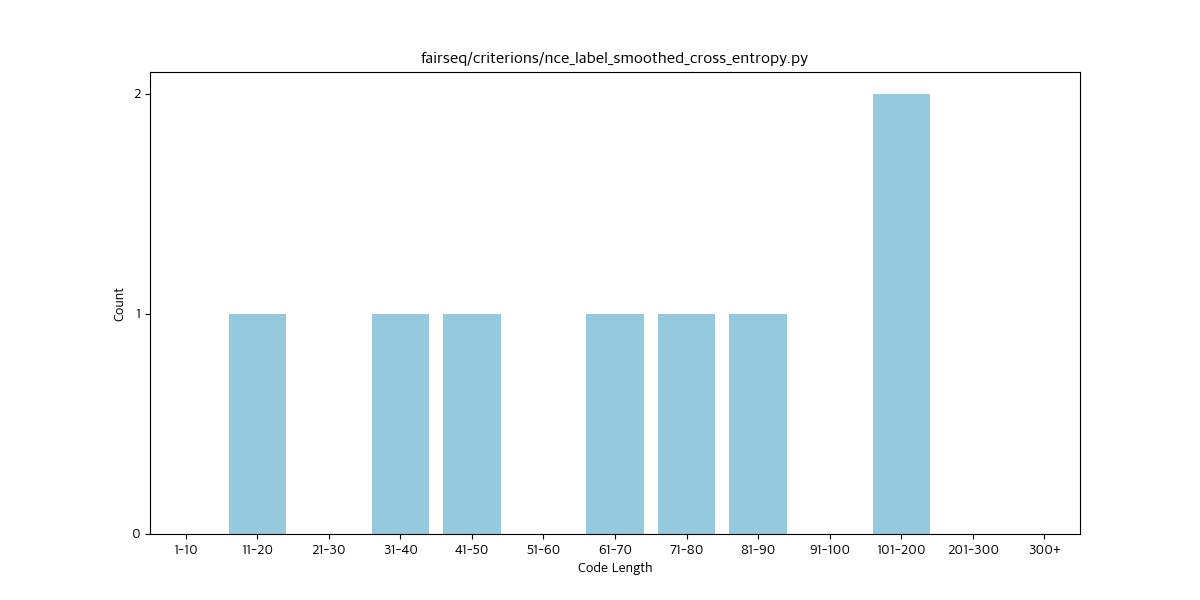 fairseq/criterions/nce_label_smoothed_cross_entropy.py
Count
2
1
0
1-10 11-20 21-30 31-40 41-50 51-60 61-70 71-80 81-90 91-100 101-200 201-300 300+
Code Length